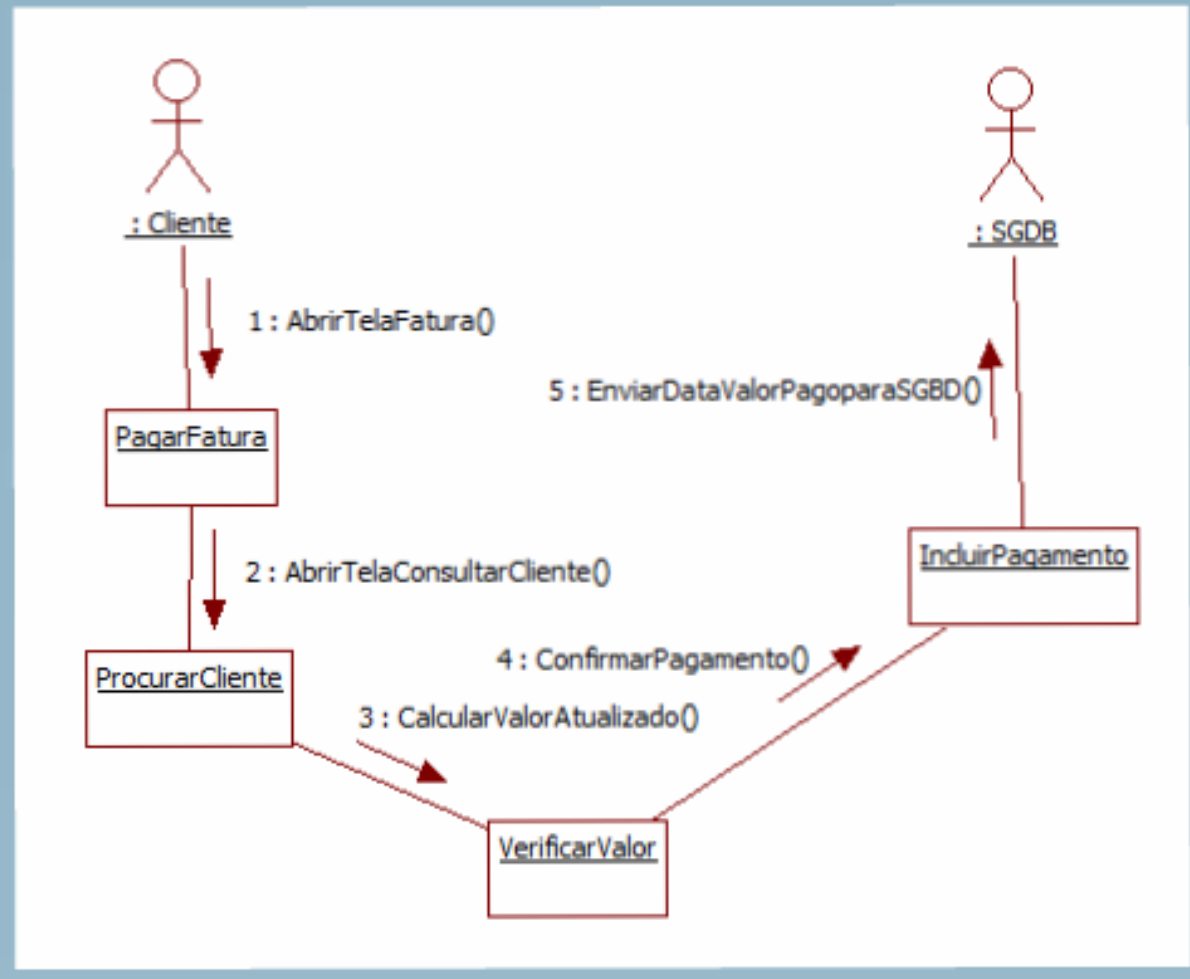 : Cliente
: SGDB
1 : AbrirTelaFatura()
5 : EnviarDataValorPagoparaSGBD()
PagarFatura
IncluirPagamento
2 : AbrirTelaConsultarCliente()
ProcurarCliente
4 : ConfirmarPagamento()
3 : CalcularValorAtualizado()
VerificarValor